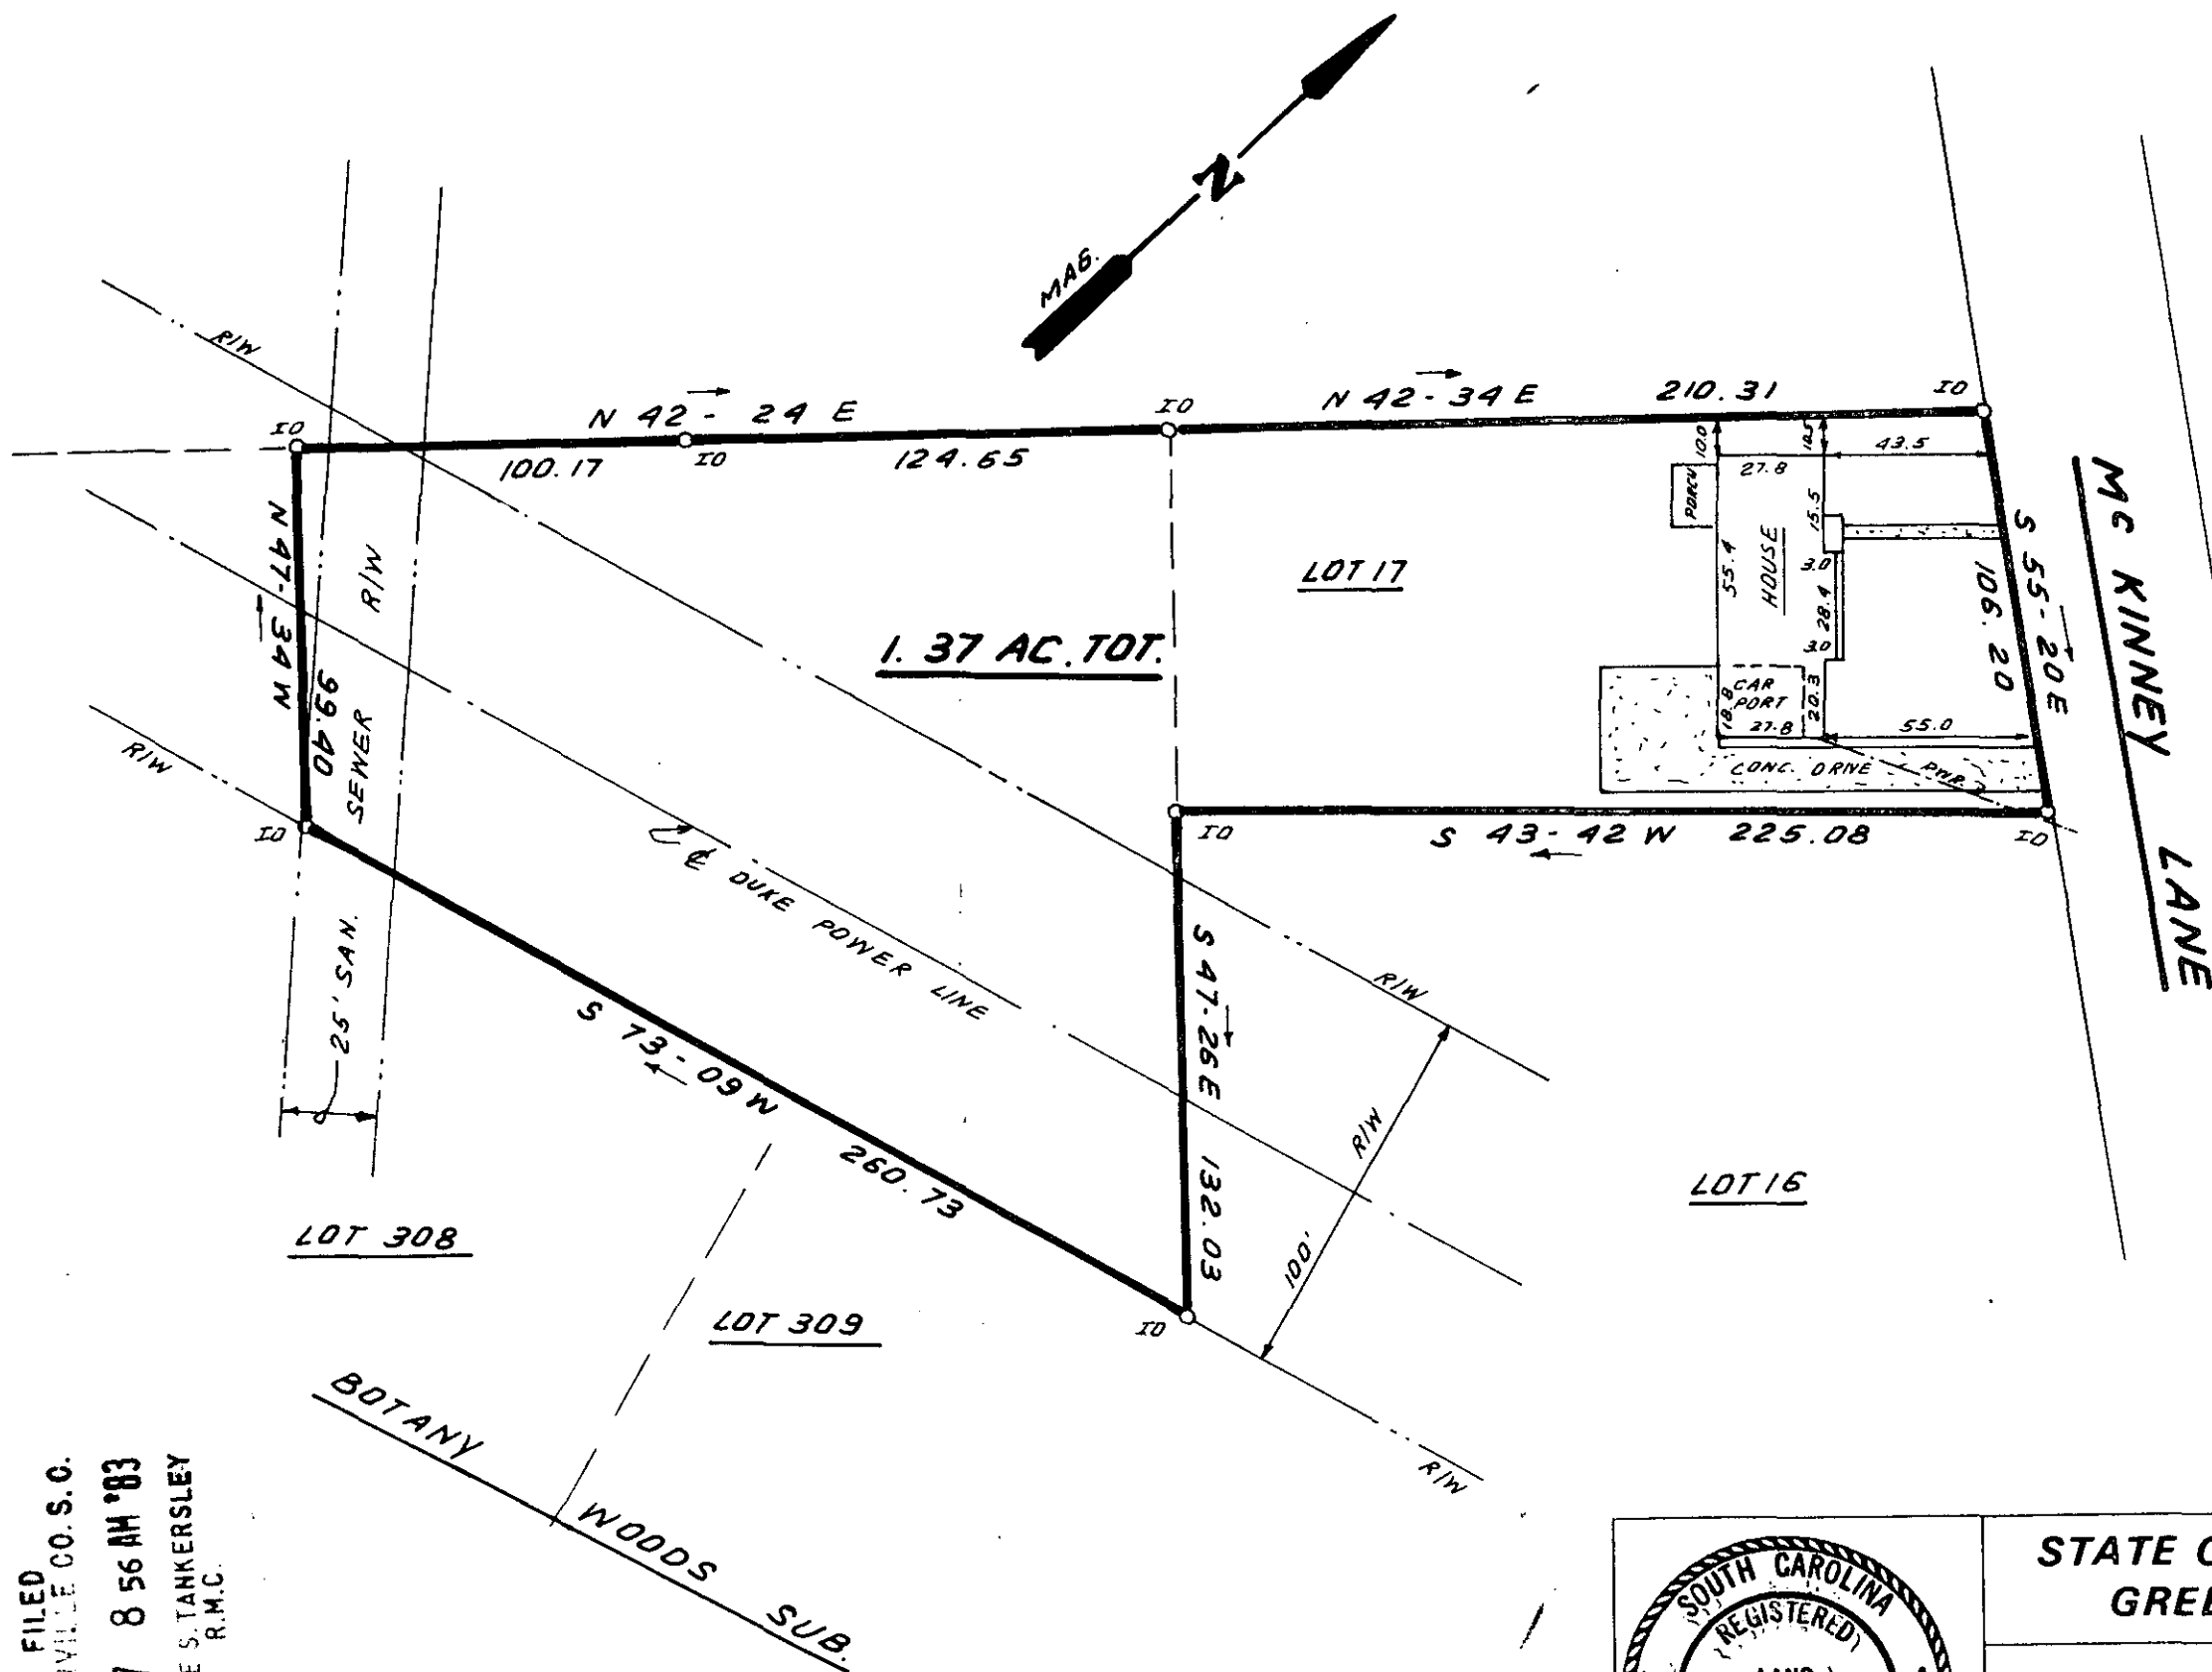 MAG.
N
R/W
IO
N 42 - 24 E
IO
N 42 - 34 E
210.31
IO
100.17
IO
124.65
10.0
10.5
43.5
27.8
PORCH
15.5
MC KINNEY LANE
N 47 - 34 W
99.40
25' SAN. SEWER R/W
LOT 17
55.4
HOUSE
3.0
28.4
3.0
S 55 - 20 E
106.20
1.37 AC. TOT.
CAR
PORT
18.8
20.3
27.8
55.0
R/W
CONC. DRIVE
PWR.
IO
IO
S 43 - 42 W 225.08
IO
℄ DUKE POWER LINE
S 47 - 26 E 132.03
R/W
S 73 - 09 W 260.73
R/W
100'
LOT 16
LOT 308
LOT 309
IO
BOTANY WOODS SUB.
R/W
FILED
VILLE CO. S. C.
8 56 AM '83
E S. TANKERSLEY
R.M.C.
SOUTH CAROLINA
REGISTERED
LAND
STATE O
GREE